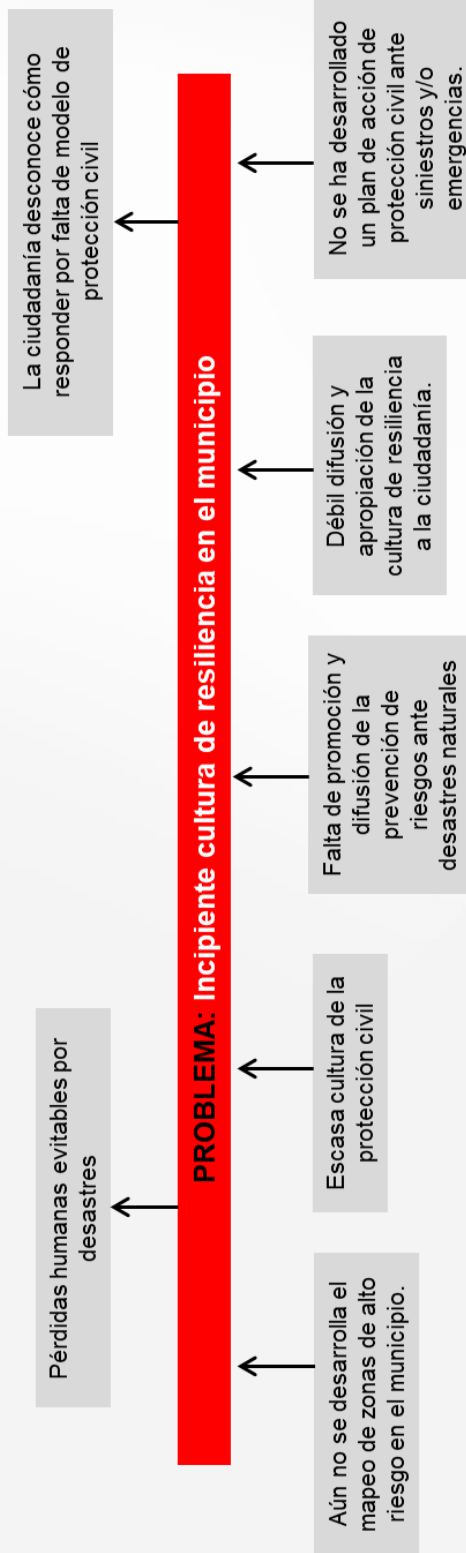 Pérdidas humanas evitables por
desastres
La ciudadanía desconoce cómo
responder por falta de modelo de
protección civil
PROBLEMA: Incipiente cultura de resiliencia en el municipio
Aún no se desarrolla el
mapeo de zonas de alto
riesgo en el municipio.
Escasa cultura de la
protección civil
Falta de promoción y
difusión de la
prevención de
riesgos ante
desastres naturales
Débil difusión y
apropiación de la
cultura de resiliencia
a la ciudadanía.
No se ha desarrollado
un plan de acción de
protección civil ante
siniestros y/o
emergencias.